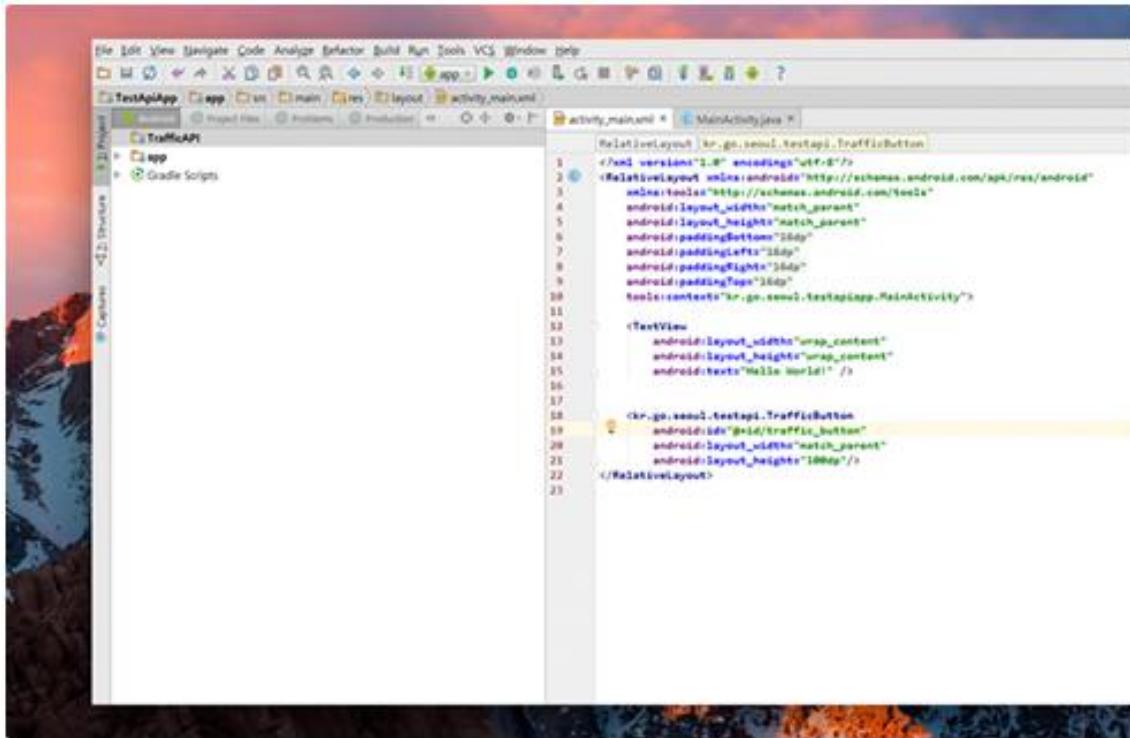 File Edit View Navigate Code Analyze Refactor Build Run Tools VCS Window Help
app
TestApiApp app src main res layout activity_main.xml
Android Project Files Problems Production
activity_main.xml MainActivity.java
1: Project
TrafficAPI
app
Gradle Scripts
2: Structure
Captures
RelativeLayout kr.go.seoul.testapi.TrafficButton
1 <?xml version="1.0" encoding="utf-8"?>
2 <RelativeLayout xmlns:android="http://schemas.android.com/apk/res/android"
3 xmlns:tools="http://schemas.android.com/tools"
4 android:layout_width="match_parent"
5 android:layout_height="match_parent"
6 android:paddingBottom="16dp"
7 android:paddingLeft="16dp"
8 android:paddingRight="16dp"
9 android:paddingTop="16dp"
10 tools:context="kr.go.seoul.testapiapp.MainActivity">
11
12 <TextView
13 android:layout_width="wrap_content"
14 android:layout_height="wrap_content"
15 android:text="Hello World!" />
16
17
18 <kr.go.seoul.testapi.TrafficButton
19 android:id="@+id/traffic_button"
20 android:layout_width="match_parent"
21 android:layout_height="100dp"/>
22 </RelativeLayout>
23